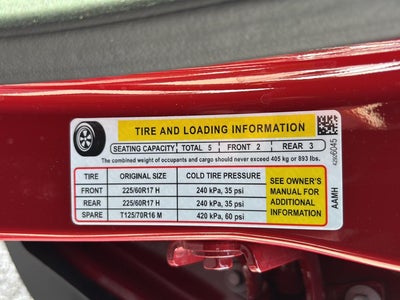 TIRE AND LOADING INFORMATION
SEATING CAPACITY TOTAL 5 FRONT 2 REAR 3
The combined weight of occupants and cargo should never exceed 405 kg or 893 lbs.
TIRE ORIGINAL SIZE COLD TIRE PRESSURE
FRONT 225/60R17 H 240 kPa, 35 psi
REAR 225/60R17 H 240 kPa, 35 psi
SPARE T125/70R16 M 420 kPa, 60 psi
SEE OWNER'S
MANUAL FOR
ADDITIONAL
INFORMATION
AAMH